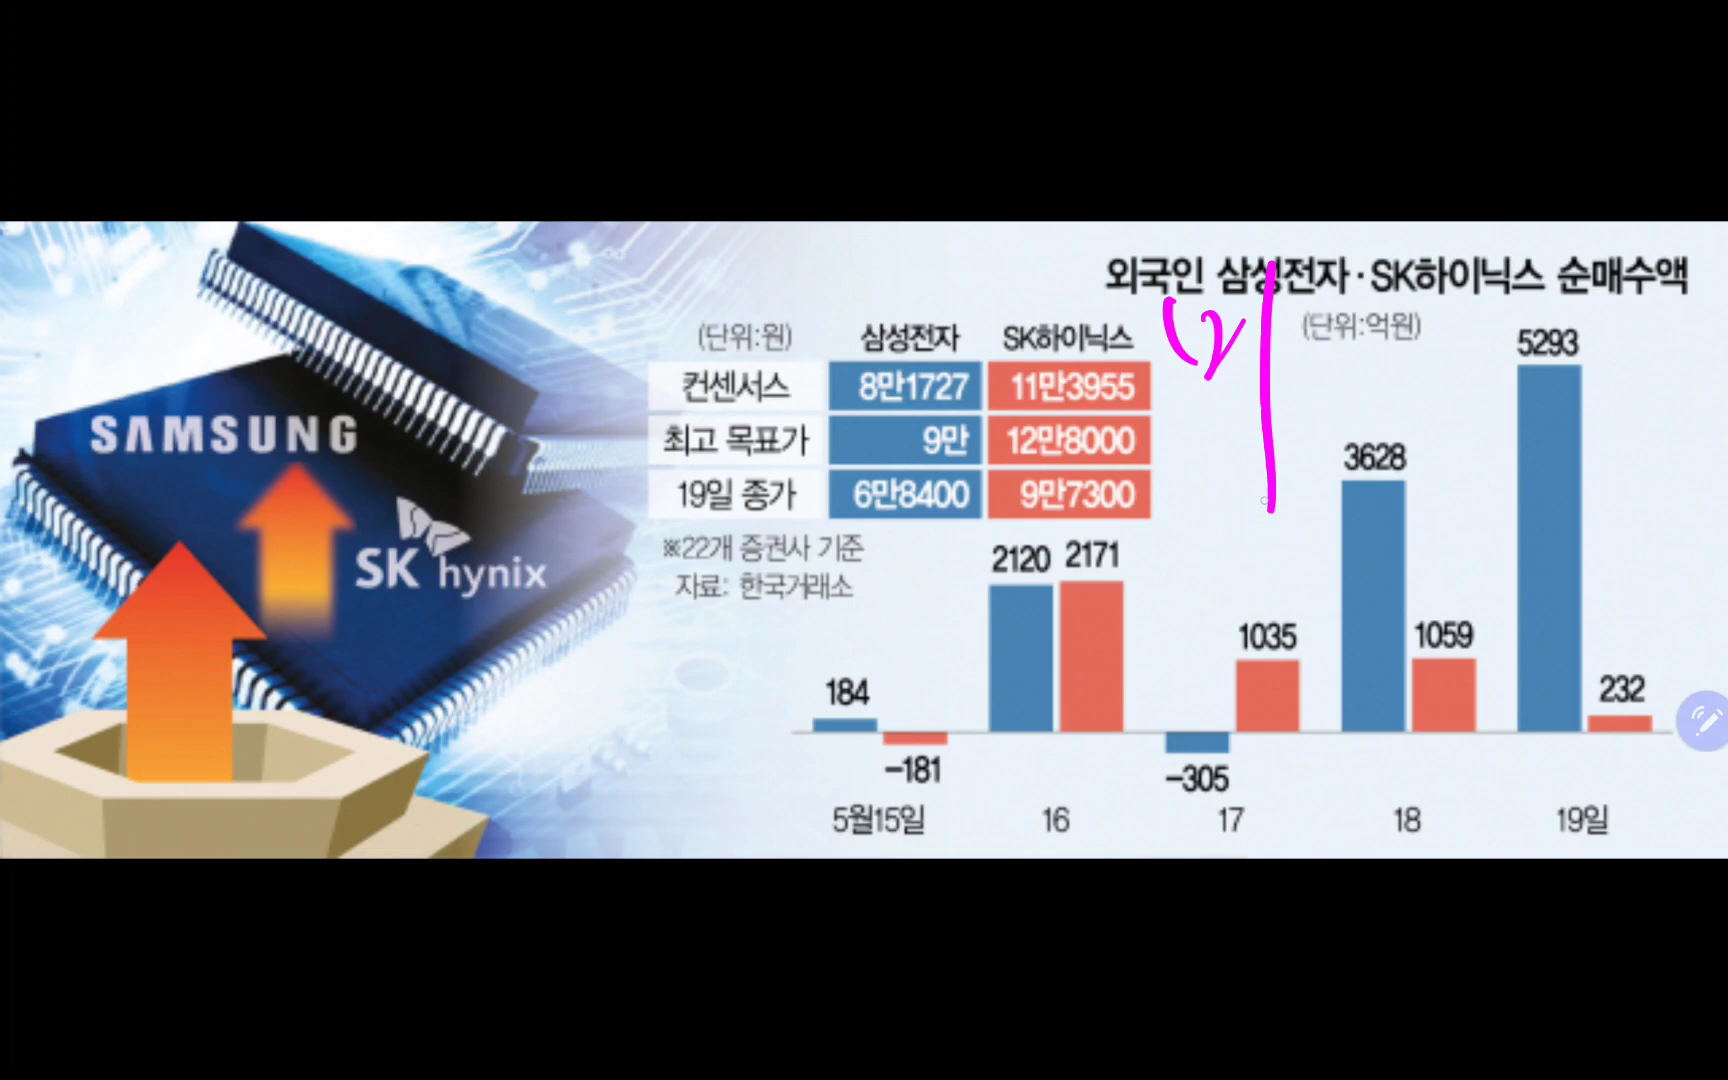 외국인 삼성전자·SK하이닉스 순매수액
(단위:억원)
(단위:원) 삼성전자 SK하이닉스
컨센서스 8만1727 11만3955
최고 목표가 9만 12만8000
19일 종가 6만8400 9만7300
※22개 증권사 기준
자료: 한국거래소
SAMSUNG
SK hynix
184 -181 2120 2171 -305 1035 3628 1059 5293 232
5월15일 16 17 18 19일